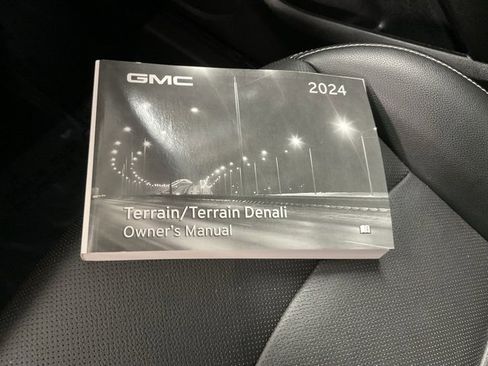 GMC
2024
Terrain/Terrain Denali
Owner's Manual